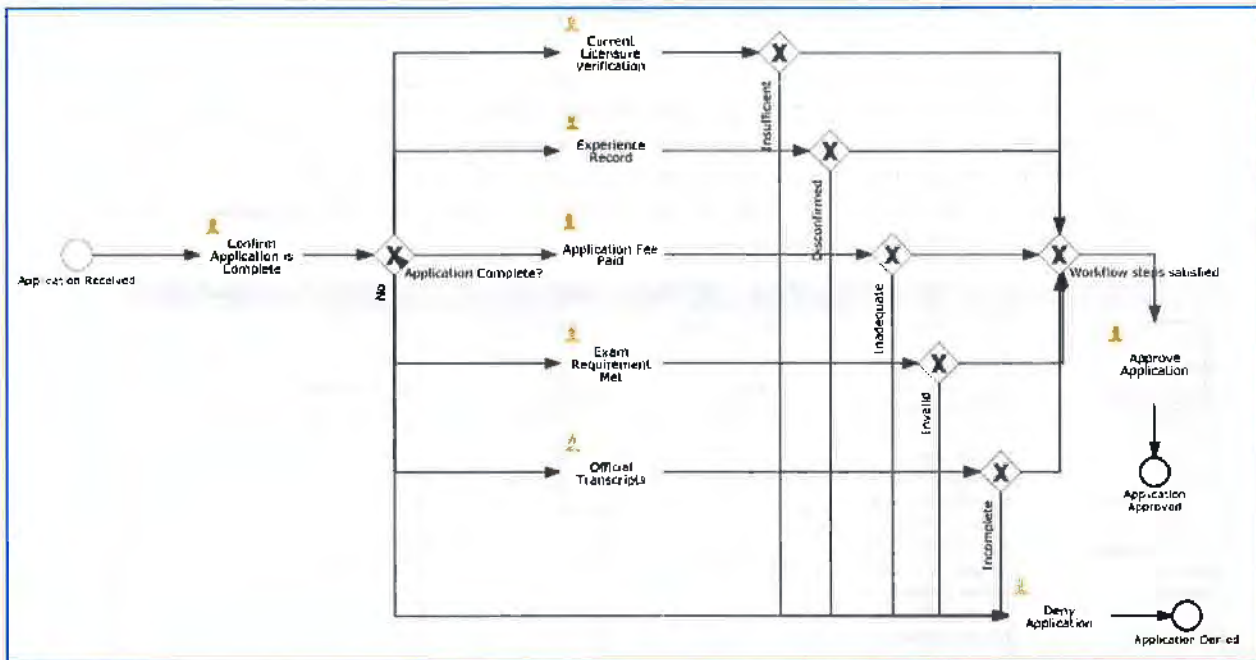 Current
Licensure
verification
Insufficient
Experience
Record
Disconfirmed
Application Received
Confirm
Application is
Complete
Application Complete?
No
Application Fee
Paid
Inadequate
Workflow steps satisfied
Exam
Requirement
Met
Invalid
Approve
Application
Official
Transcripts
Incomplete
Application
Approved
Deny
Application
Application Denied